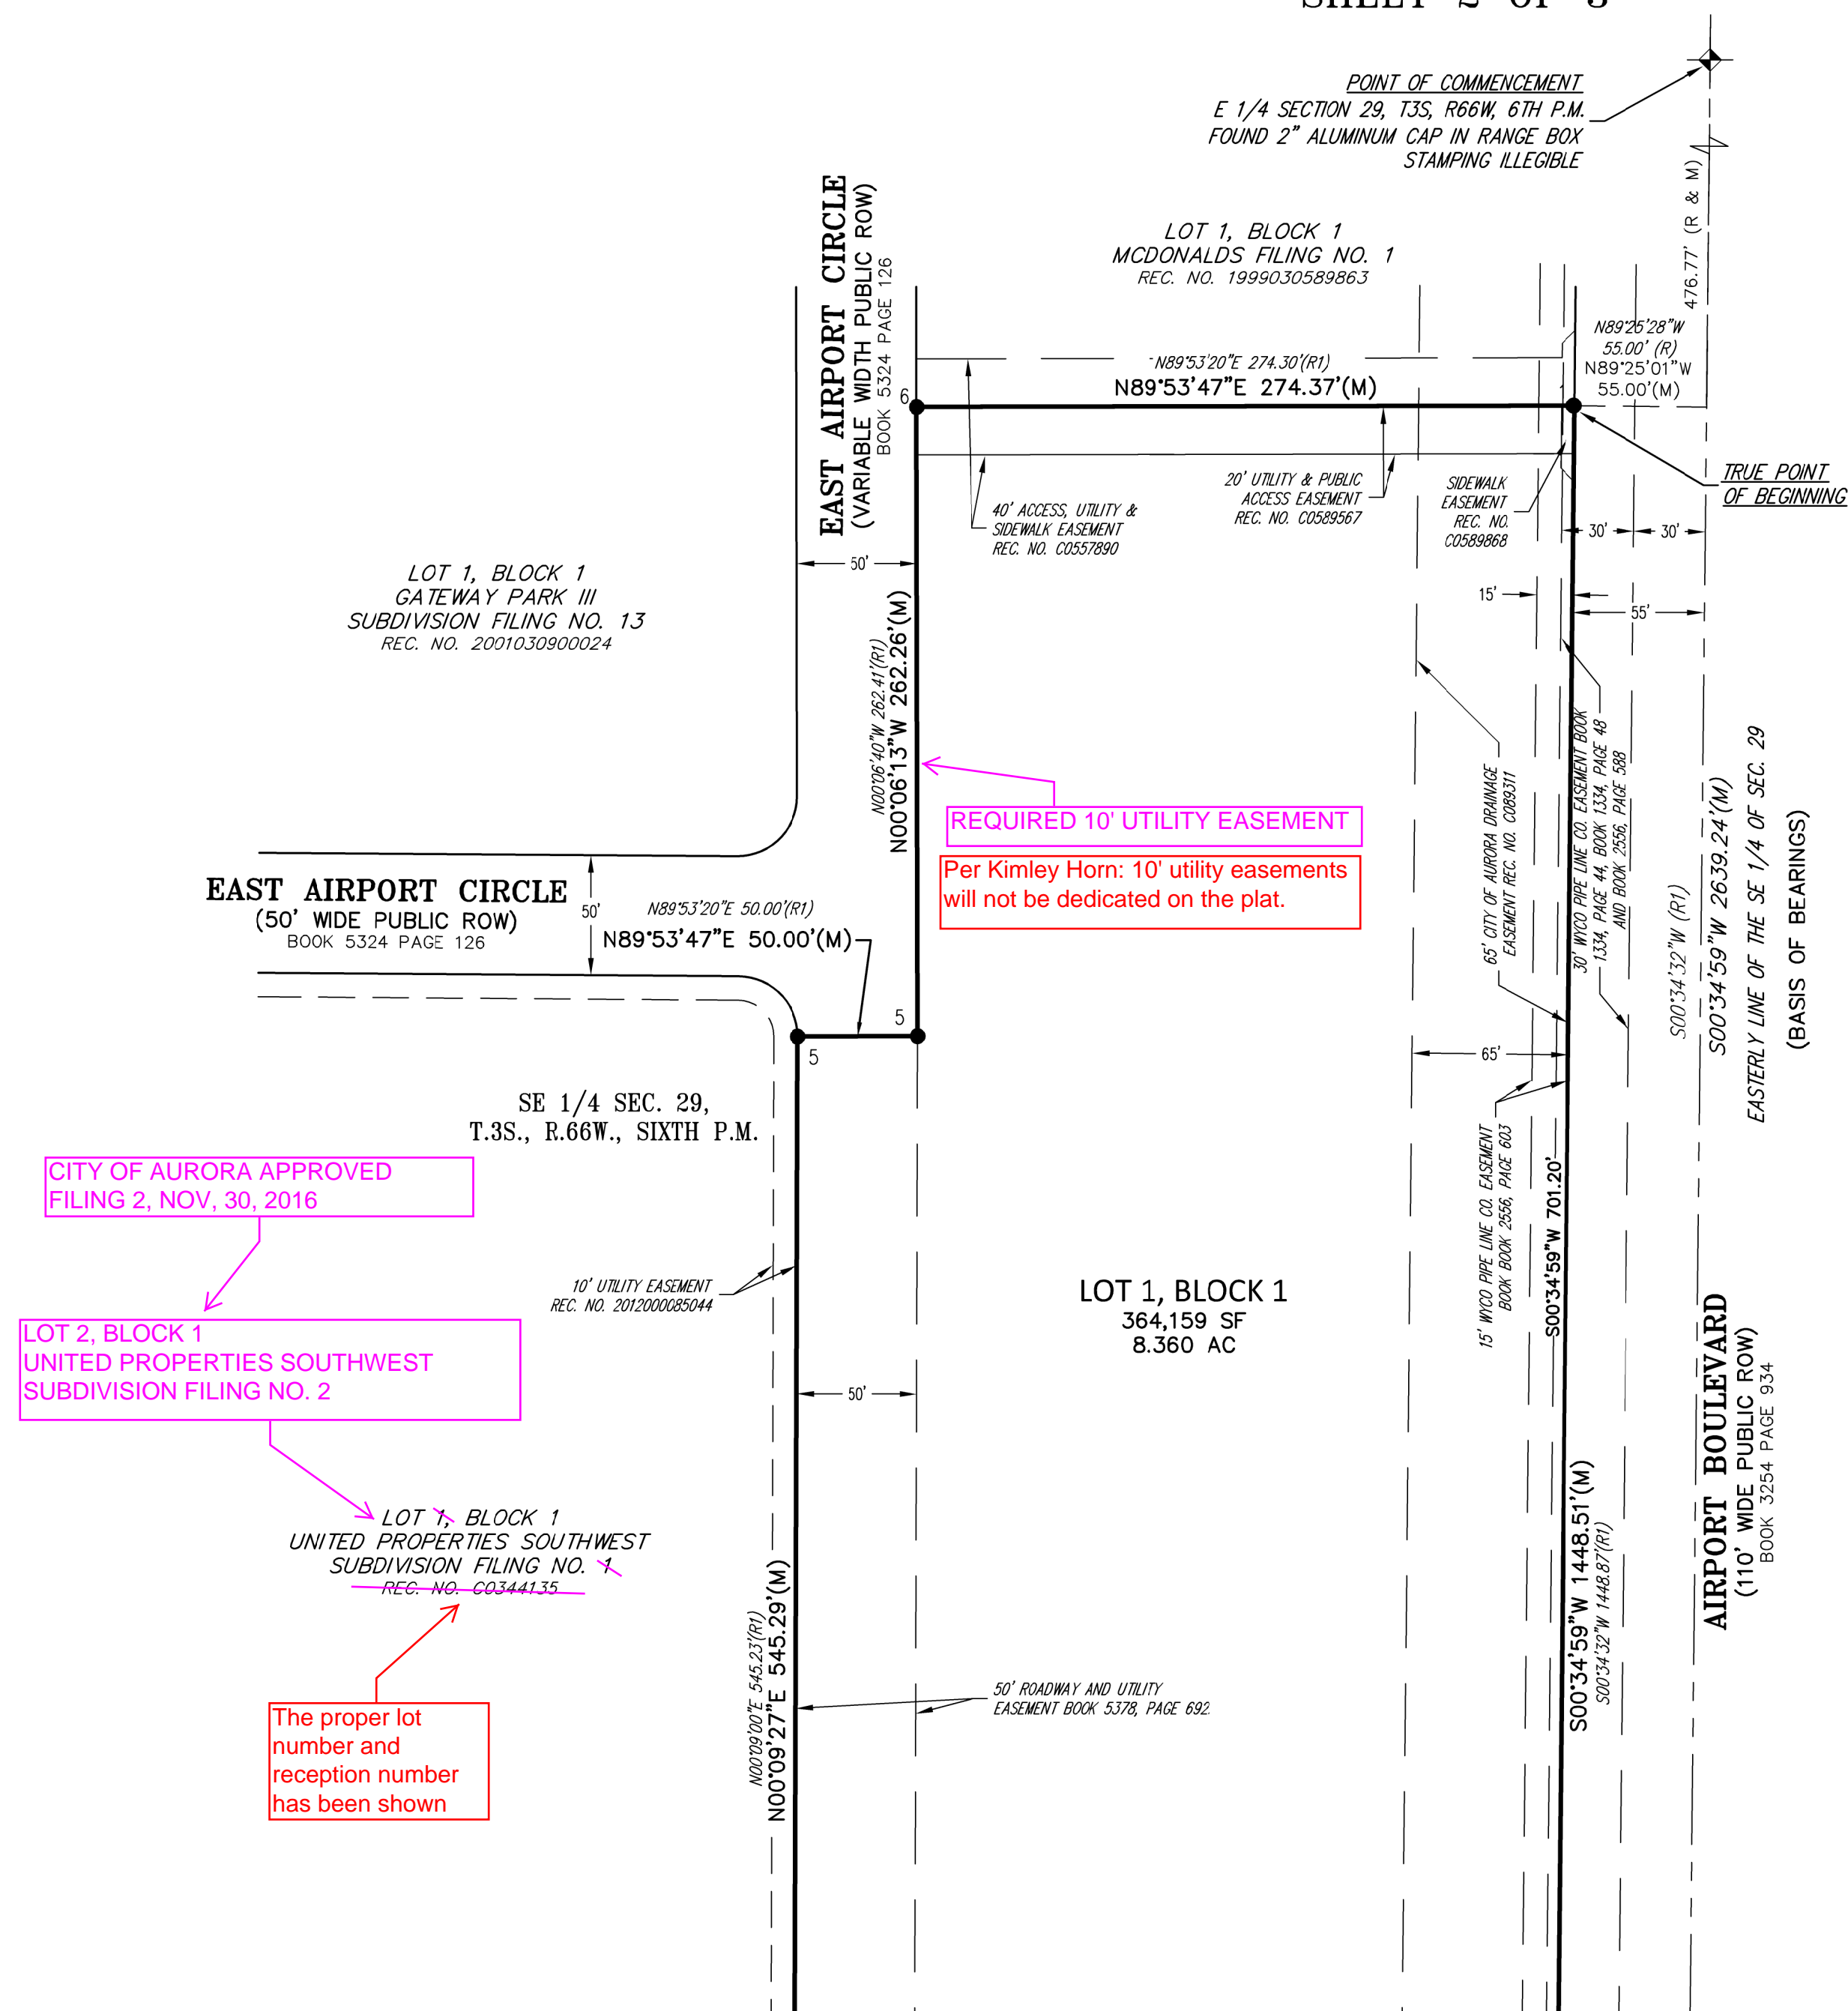 SHEET 2 OF 3
POINT OF COMMENCEMENT
E 1/4 SECTION 29, T3S, R66W, 6TH P.M.
FOUND 2" ALUMINUM CAP IN RANGE BOX
STAMPING ILLEGIBLE
476.77' (R & M)
EAST AIRPORT CIRCLE
(VARIABLE WIDTH PUBLIC ROW)
BOOK 5324 PAGE 126
LOT 1, BLOCK 1
MCDONALDS FILING NO. 1
REC. NO. 1999030589863
N89°25'28"W
55.00' (R)
N89°25'01"W
55.00'(M)
N89°53'20"E 274.30'(R1)
N89°53'47"E 274.37'(M)
6
1
TRUE POINT
OF BEGINNING
40' ACCESS, UTILITY &
SIDEWALK EASEMENT
REC. NO. C0557890
20' UTILITY & PUBLIC
ACCESS EASEMENT
REC. NO. C0589567
SIDEWALK
EASEMENT
REC. NO.
C0589868
30'
30'
50'
15'
55'
LOT 1, BLOCK 1
GATEWAY PARK III
SUBDIVISION FILING NO. 13
REC. NO. 2001030900024
N00°06'40"W 262.41'(R1)
N00°06'13"W 262.26'(M)
REQUIRED 10' UTILITY EASEMENT
Per Kimley Horn: 10' utility easements
will not be dedicated on the plat.
65' CITY OF AURORA DRAINAGE
EASEMENT REC. NO. C089311
30' WYCO PIPE LINE CO. EASEMENT BOOK
1334, PAGE 44, BOOK 1334, PAGE 48
AND BOOK 2556, PAGE 588
S00°34'32"W (R1)
S00°34'59"W 2639.24'(M)
EASTERLY LINE OF THE SE 1/4 OF SEC. 29
(BASIS OF BEARINGS)
EAST AIRPORT CIRCLE
(50' WIDE PUBLIC ROW)
BOOK 5324 PAGE 126
50'
N89°53'20"E 50.00'(R1)
N89°53'47"E 50.00'(M)
5
5
65'
SE 1/4 SEC. 29,
T.3S., R.66W., SIXTH P.M.
CITY OF AURORA APPROVED
FILING 2, NOV, 30, 2016
15' WYCO PIPE LINE CO. EASEMENT
BOOK BOOK 2556, PAGE 603
S00°34'59"W 701.20'
10' UTILITY EASEMENT
REC. NO. 2012000085044
LOT 1, BLOCK 1
364,159 SF
8.360 AC
LOT 2, BLOCK 1
UNITED PROPERTIES SOUTHWEST
SUBDIVISION FILING NO. 2
50'
AIRPORT BOULEVARD
(110' WIDE PUBLIC ROW)
BOOK 3254 PAGE 934
LOT 1, BLOCK 1
UNITED PROPERTIES SOUTHWEST
SUBDIVISION FILING NO. 1
REC. NO. C0344135
S00°34'59"W 1448.51'(M)
S00°34'32"W 1448.87'(R1)
N00°09'00"E 545.23'(R1)
N00°09'27"E 545.29'(M)
50' ROADWAY AND UTILITY
EASEMENT BOOK 5378, PAGE 692.
The proper lot
number and
reception number
has been shown